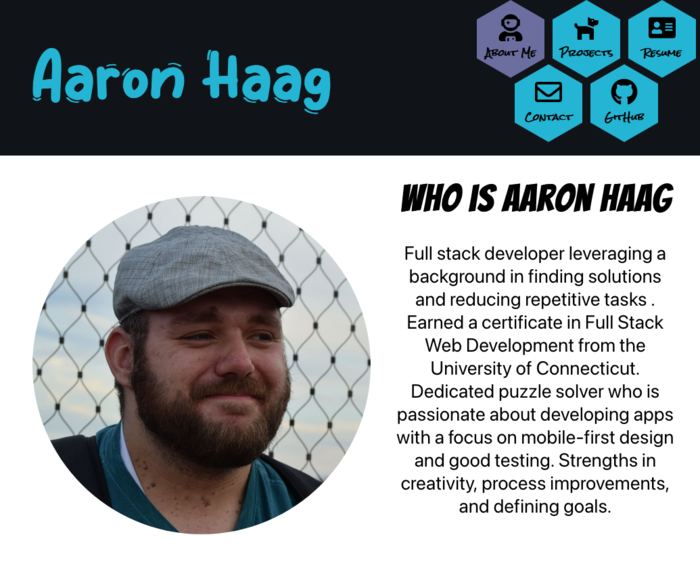 Aaron Haag
About Me
Projects
Resume
Contact
GitHub
WHO IS AARON HAAG
Full stack developer leveraging a
background in finding solutions
and reducing repetitive tasks .
Earned a certificate in Full Stack
Web Development from the
University of Connecticut.
Dedicated puzzle solver who is
passionate about developing apps
with a focus on mobile-first design
and good testing. Strengths in
creativity, process improvements,
and defining goals.